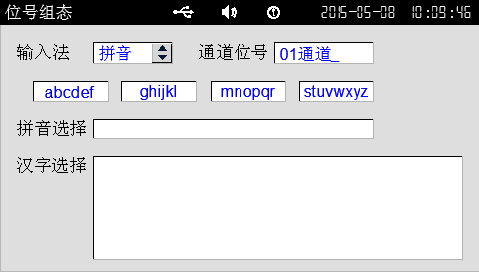 位号组态 2015-05-08 10:09:46
输入法 拼音 通道位号 01通道_
abcdef ghijkl mnopqr stuvwxyz
拼音选择
汉字选择